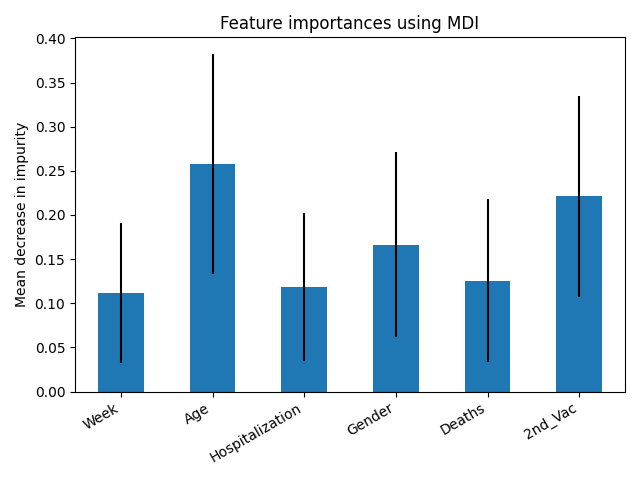 Feature importances using MDI
0.40
0.35
0.30
0.25
0.20
0.15
0.10
0.05
0.00
Mean decrease in impurity
Week
Age
Hospitalization
Gender
Deaths
2nd_Vac